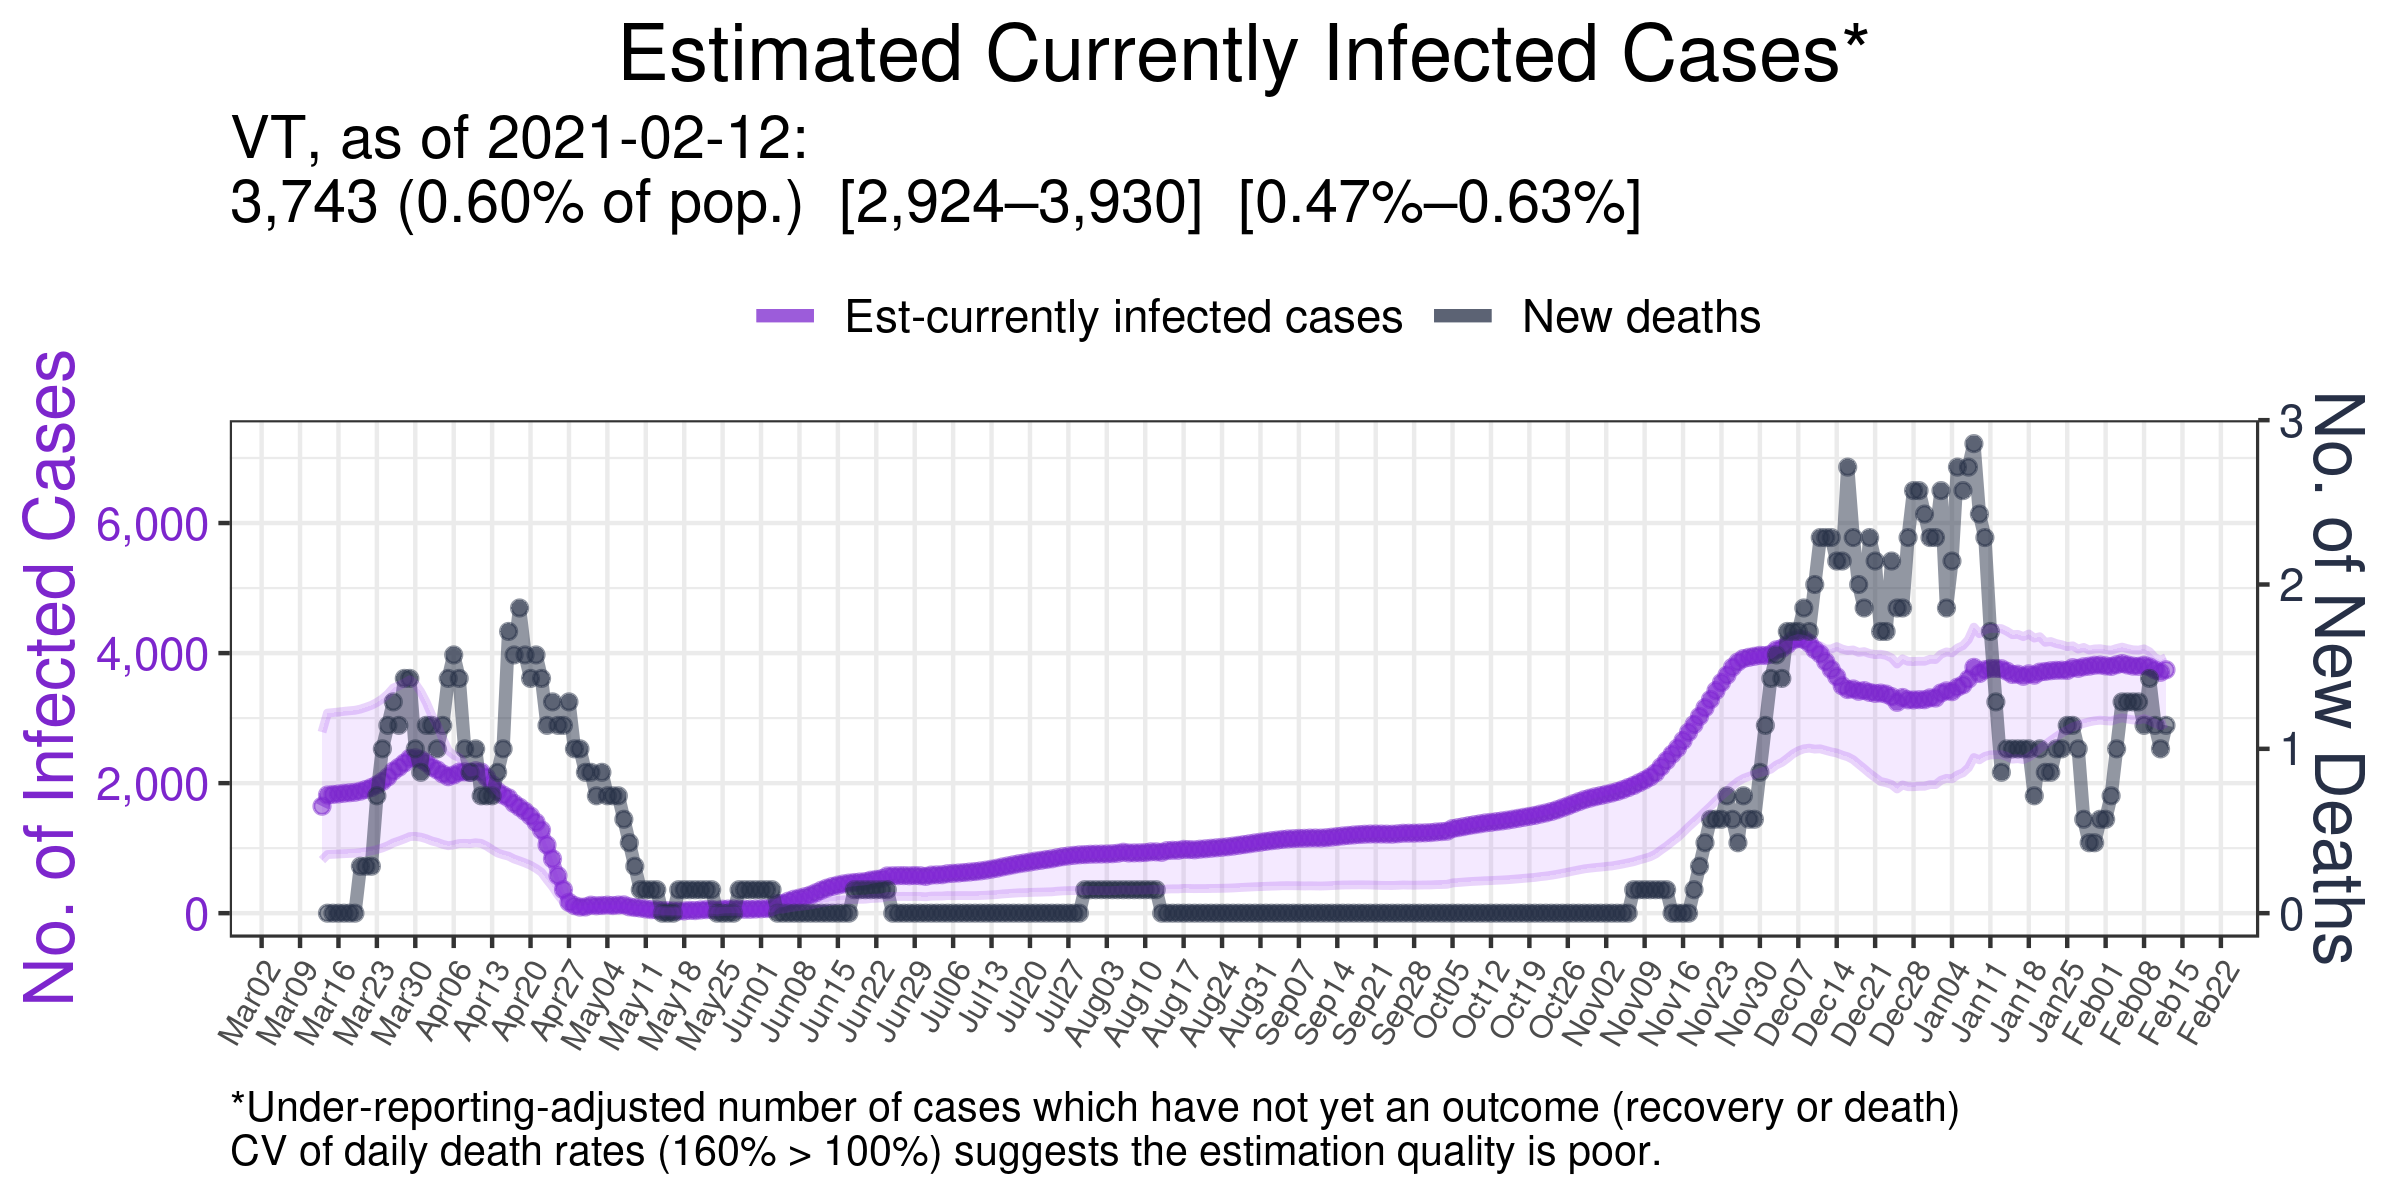 Estimated Currently Infected Cases*
VT, as of 2021-02-12:
3,743 (0.60% of pop.) [2,924–3,930] [0.47%–0.63%]
Est-currently infected cases New deaths
No. of Infected Cases
6,000
4,000
2,000
0
3
2
1
0
No. of New Deaths
Mar02 Mar09 Mar16 Mar23 Mar30 Apr06 Apr13 Apr20 Apr27 May04 May11 May18 May25 Jun01 Jun08 Jun15 Jun22 Jun29 Jul06 Jul13 Jul20 Jul27 Aug03 Aug10 Aug17 Aug24 Aug31 Sep07 Sep14 Sep21 Sep28 Oct05 Oct12 Oct19 Oct26 Nov02 Nov09 Nov16 Nov23 Nov30 Dec07 Dec14 Dec21 Dec28 Jan04 Jan11 Jan18 Jan25 Feb01 Feb08 Feb15 Feb22
*Under-reporting-adjusted number of cases which have not yet an outcome (recovery or death)
CV of daily death rates (160% > 100%) suggests the estimation quality is poor.